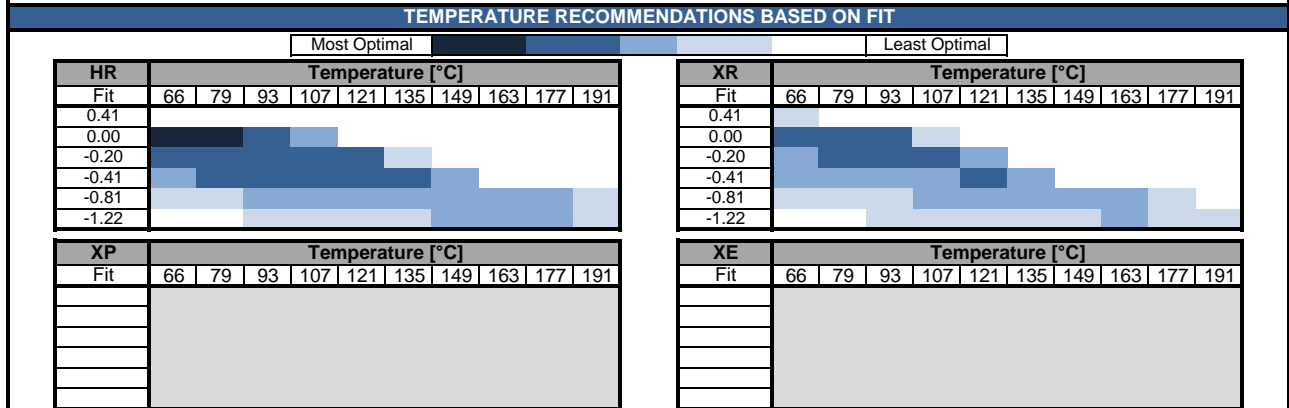 TEMPERATURE RECOMMENDATIONS BASED ON FIT
Most Optimal Least Optimal
HR Temperature [°C]
Fit 66 79 93 107 121 135 149 163 177 191
0.41
0.00
-0.20
-0.41
-0.81
-1.22
XR Temperature [°C]
Fit 66 79 93 107 121 135 149 163 177 191
0.41
0.00
-0.20
-0.41
-0.81
-1.22
XP Temperature [°C]
Fit 66 79 93 107 121 135 149 163 177 191
XE Temperature [°C]
Fit 66 79 93 107 121 135 149 163 177 191